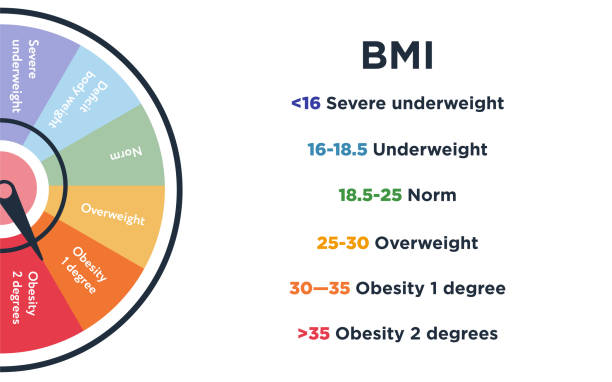 Severe
underweight
Deficit
body weight
Norm
Overweight
Obesity
1 degree
Obesity
2 degrees
BMI
<16 Severe underweight
16-18.5 Underweight
18.5-25 Norm
25-30 Overweight
30—35 Obesity 1 degree
>35 Obesity 2 degrees